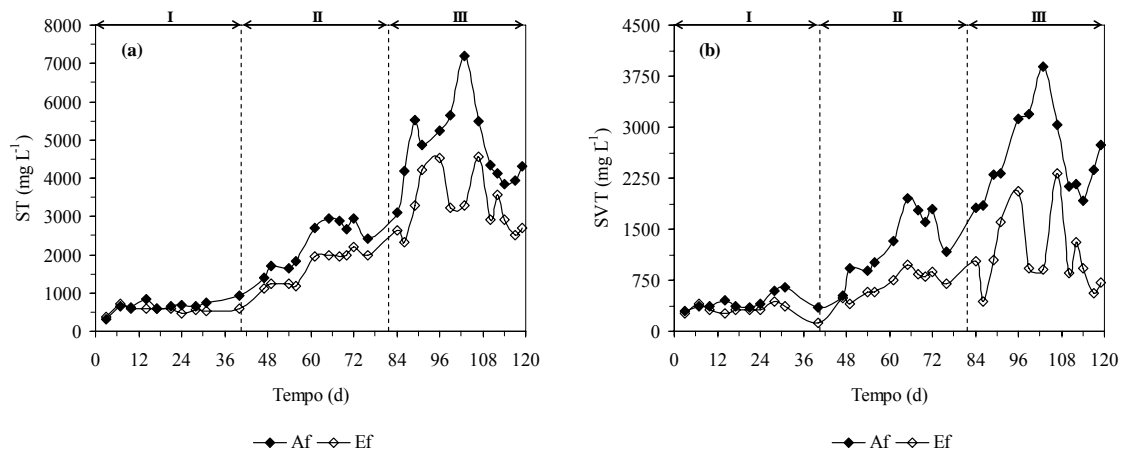 I II III
(a)
8000
7000
6000
5000
4000
3000
2000
1000
0
ST (mg L-1)
0 12 24 36 48 60 72 84 96 108 120
Tempo (d)
Af Ef
I II III
(b)
4500
3750
3000
2250
1500
750
0
SVT (mg L-1)
0 12 24 36 48 60 72 84 96 108 120
Tempo (d)
Af Ef